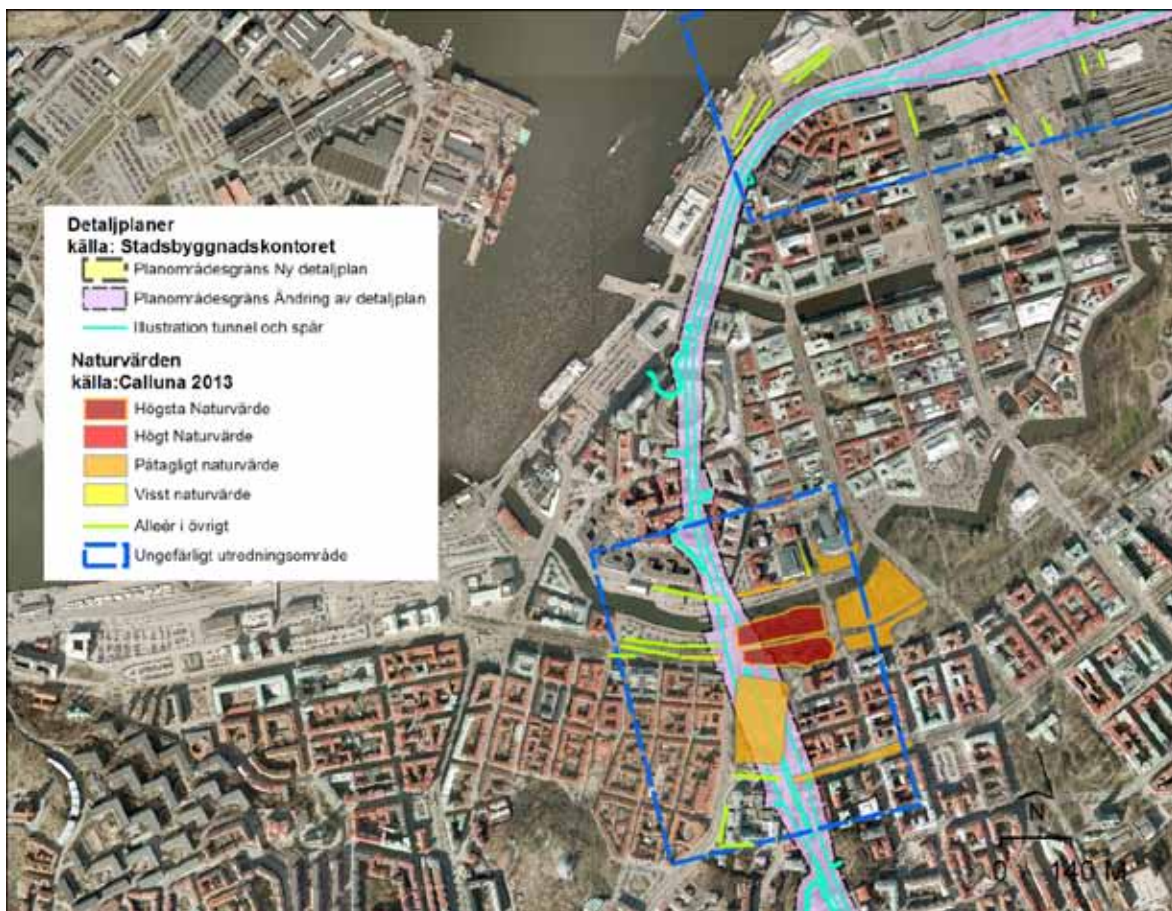 Detaljplaner
källa: Stadsbyggnadskontoret
Planområdesgräns Ny detaljplan
Planområdesgräns Ändring av detaljplan
Illustration tunnel och spår
Naturvärden
källa:Calluna 2013
Högsta Naturvärde
Högt Naturvärde
Påtagligt naturvärde
Visst naturvärde
Alleér i övrigt
Ungefärligt utredningsområde
N
0 140 M